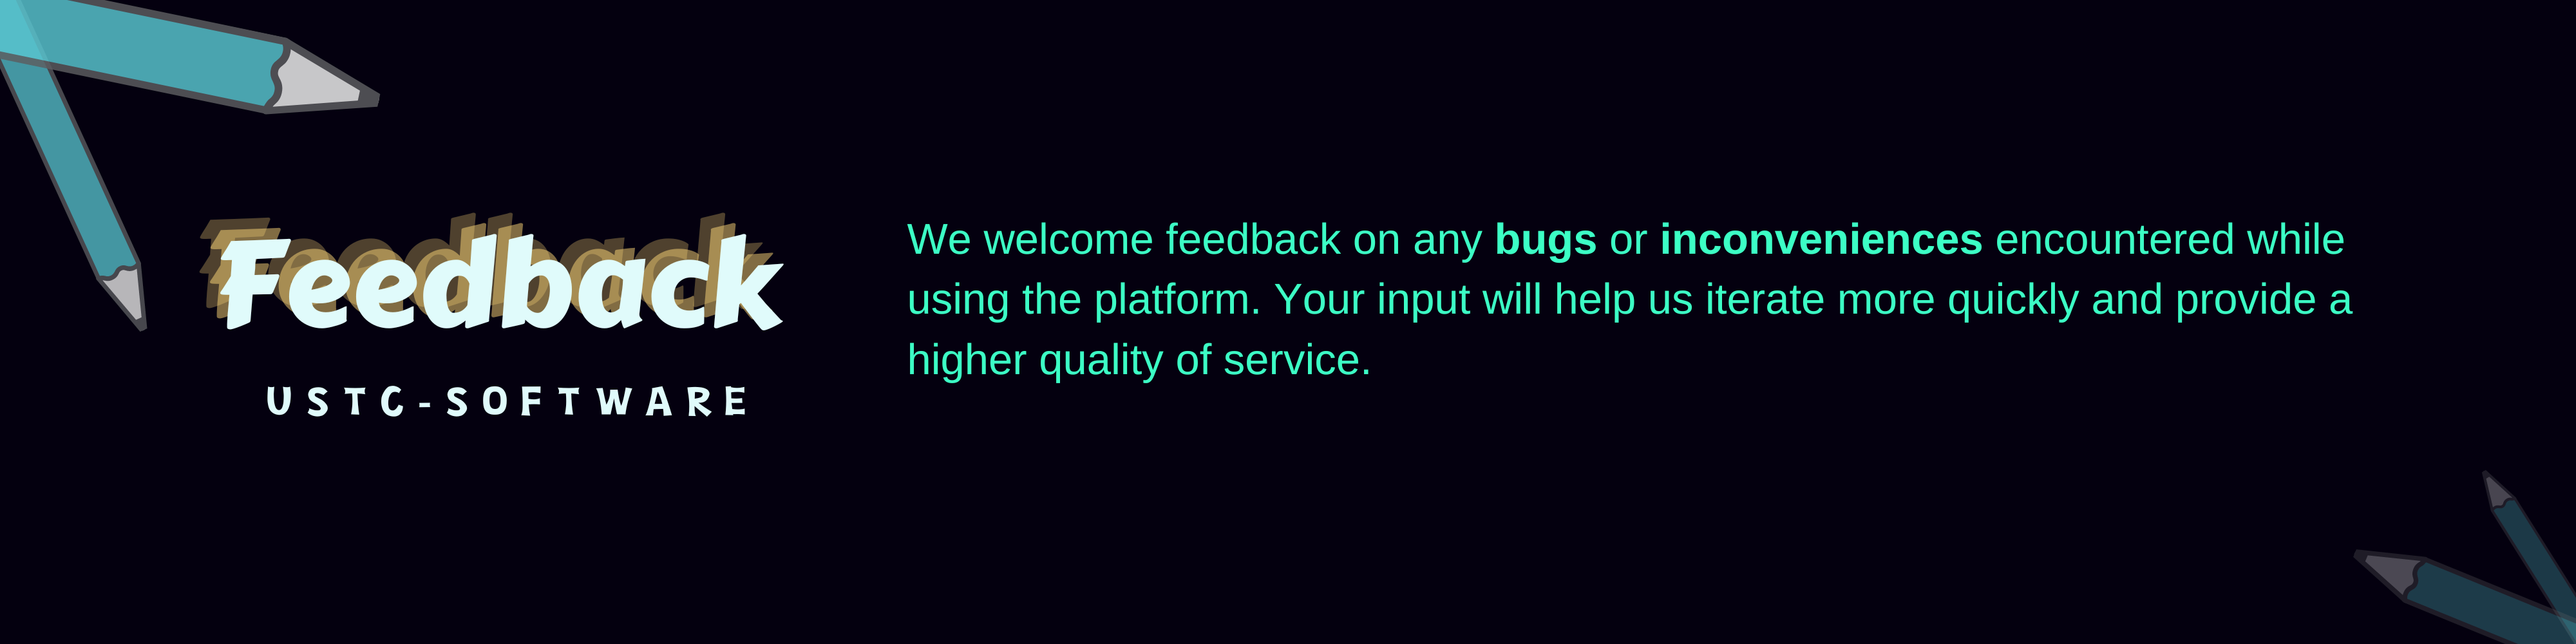 Feedback
USTC-SOFTWARE
We welcome feedback on any bugs or inconveniences encountered while
using the platform. Your input will help us iterate more quickly and provide a
higher quality of service.